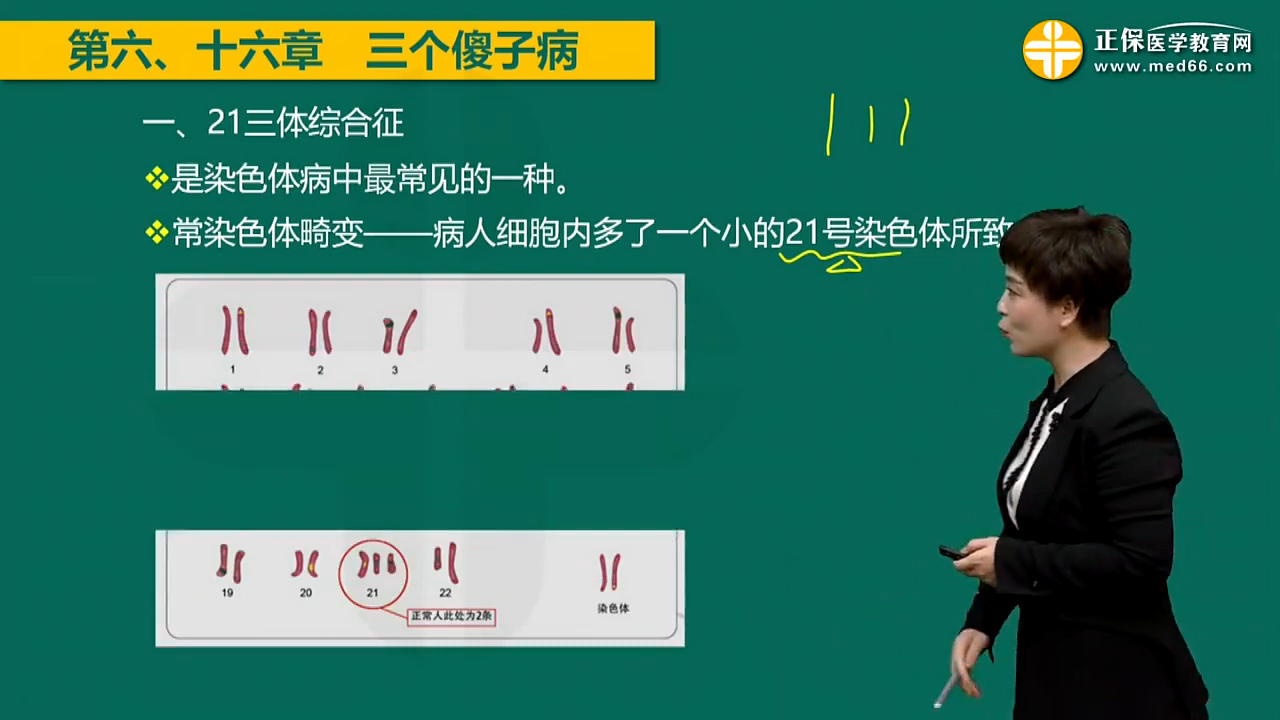 第六、十六章 三个傻子病
正保医学教育网
www.med66.com
一、21三体综合征
是染色体病中最常见的一种。
常染色体畸变——病人细胞内多了一个小的21号染色体所致
1 2 3 4 5
19 20 21 22
正常人此处为2条
染色体